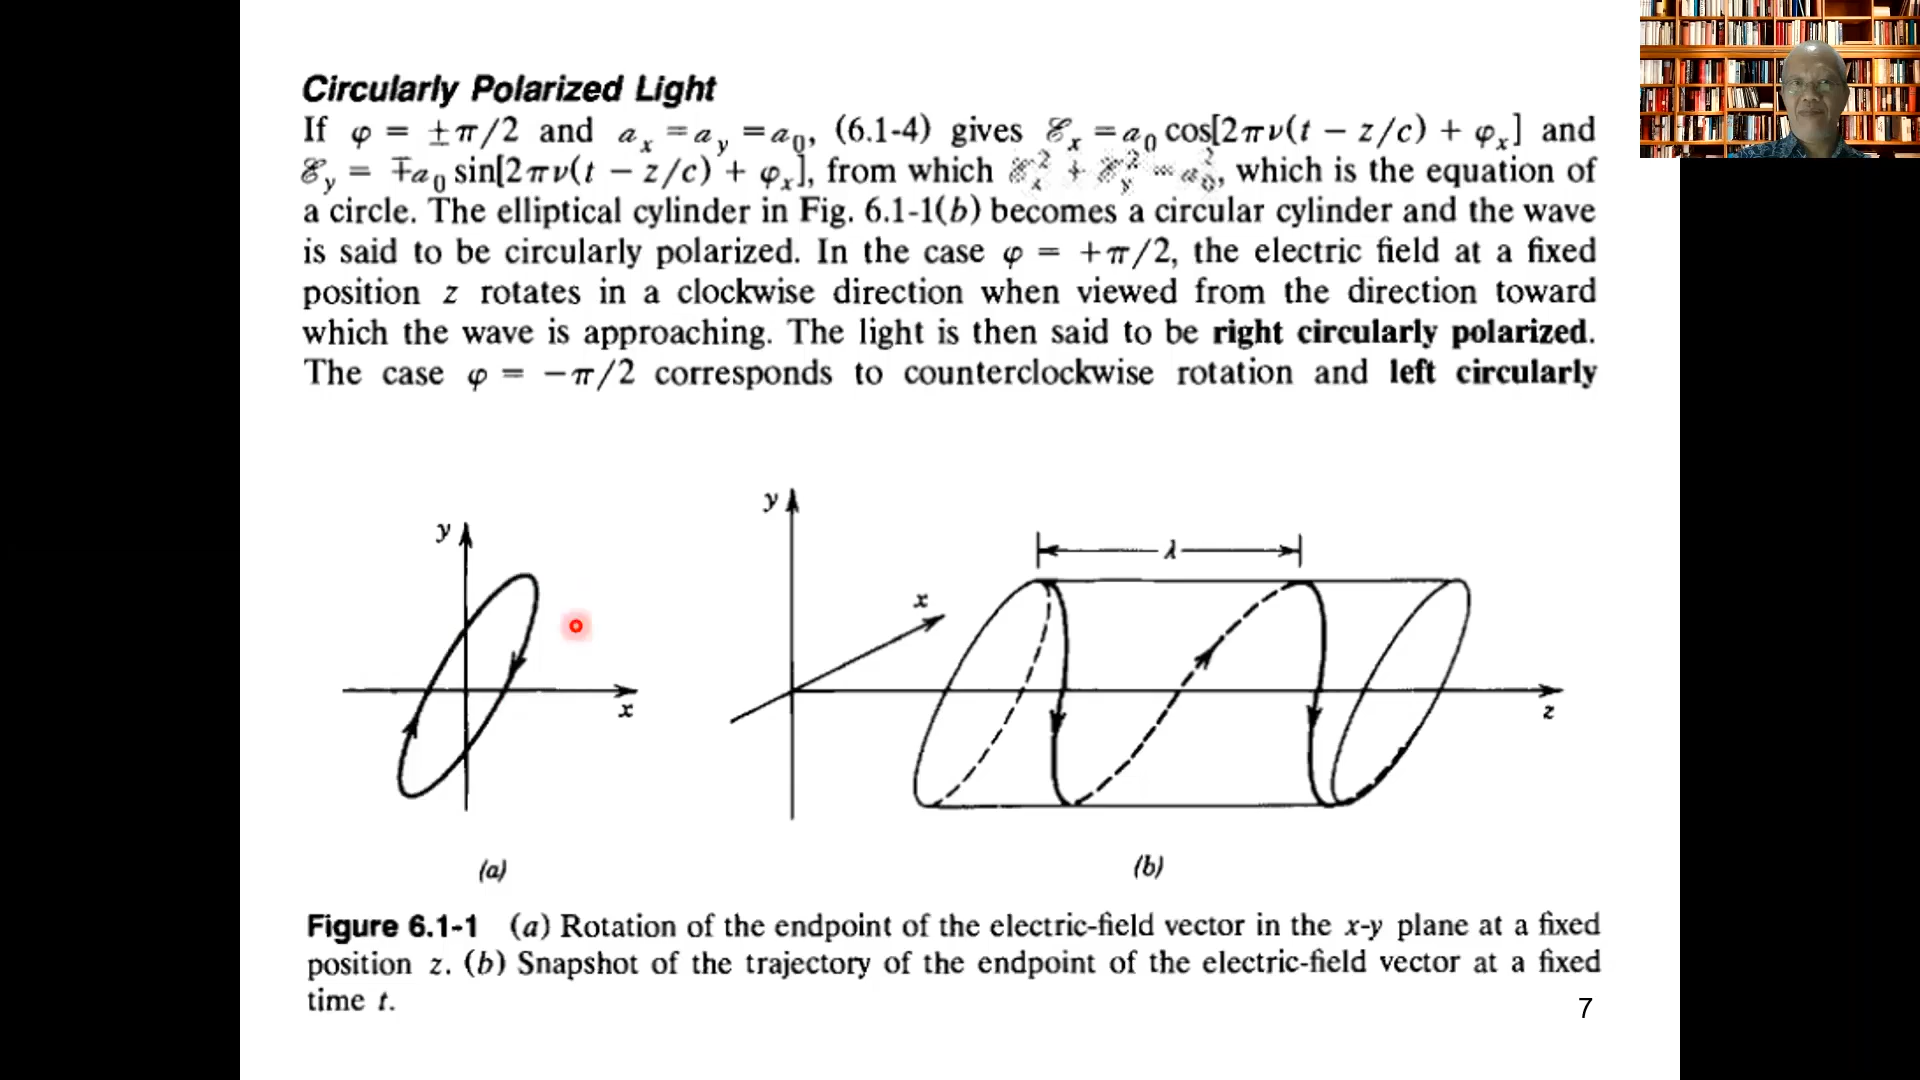 Circularly Polarized Light
If φ = ±π/2 and a_x = a_y = a_0, (6.1-4) gives ℰ_x = a_0 cos[2πν(t − z/c) + φ_x] and
ℰ_y = ∓a_0 sin[2πν(t − z/c) + φ_x], from which , which is the equation of
a circle. The elliptical cylinder in Fig. 6.1-1(b) becomes a circular cylinder and the wave
is said to be circularly polarized. In the case φ = +π/2, the electric field at a fixed
position z rotates in a clockwise direction when viewed from the direction toward
which the wave is approaching. The light is then said to be right circularly polarized.
The case φ = −π/2 corresponds to counterclockwise rotation and left circularly
y
x
(a)
y
x
λ
z
(b)
Figure 6.1-1 (a) Rotation of the endpoint of the electric-field vector in the x-y plane at a fixed
position z. (b) Snapshot of the trajectory of the endpoint of the electric-field vector at a fixed
time t.
7